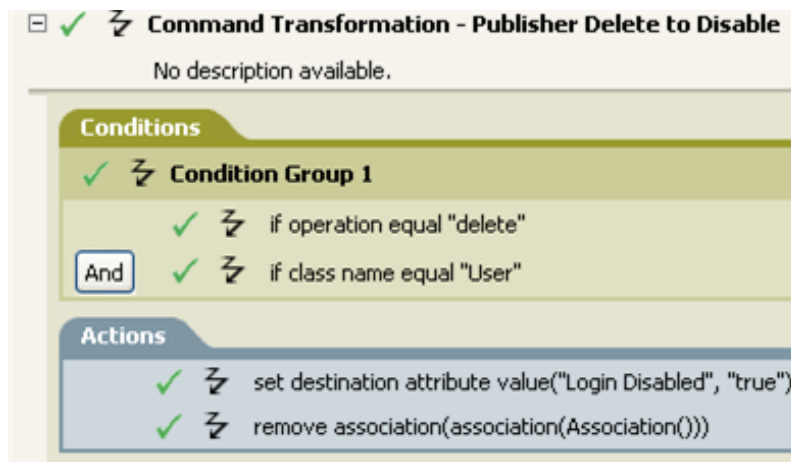 Command Transformation - Publisher Delete to Disable
No description available.
Conditions
Condition Group 1
if operation equal "delete"
And if class name equal "User"
Actions
set destination attribute value("Login Disabled", "true")
remove association(association(Association()))